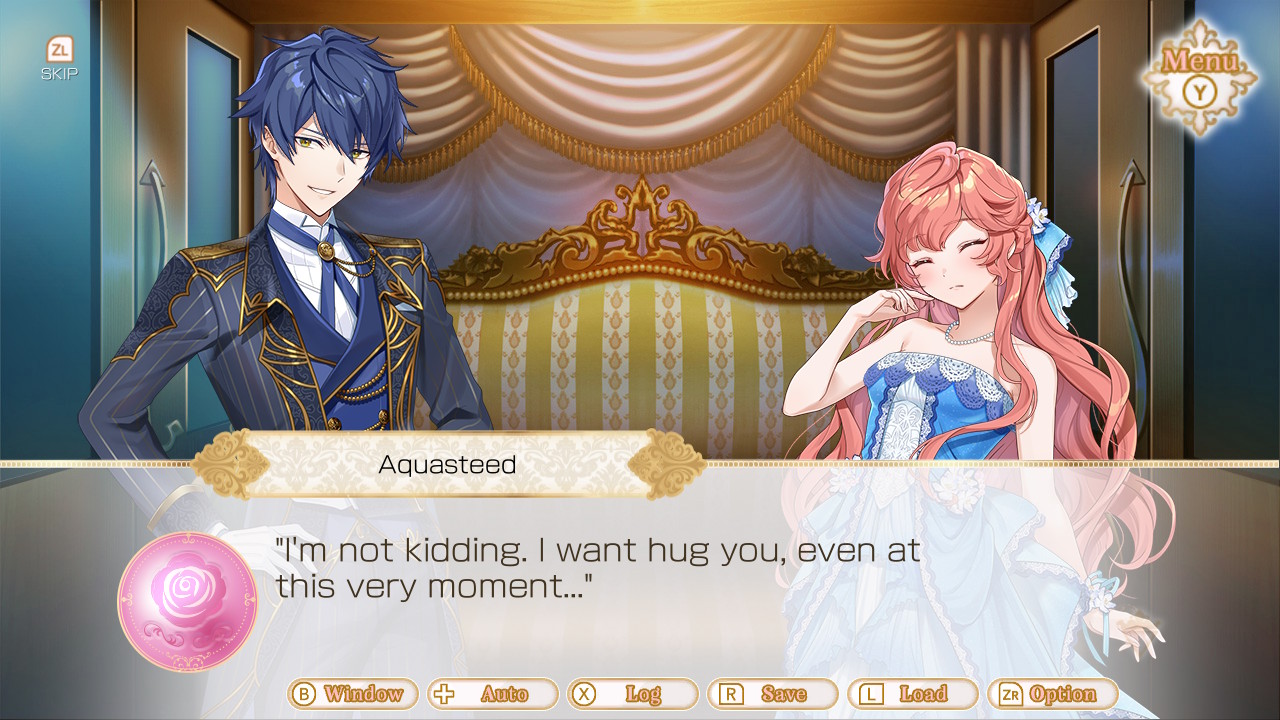 ZL
SKIP
Menu
Y
Aquasteed
"I'm not kidding. I want hug you, even at
this very moment..."
B Window + Auto X Log R Save L Load ZR Option